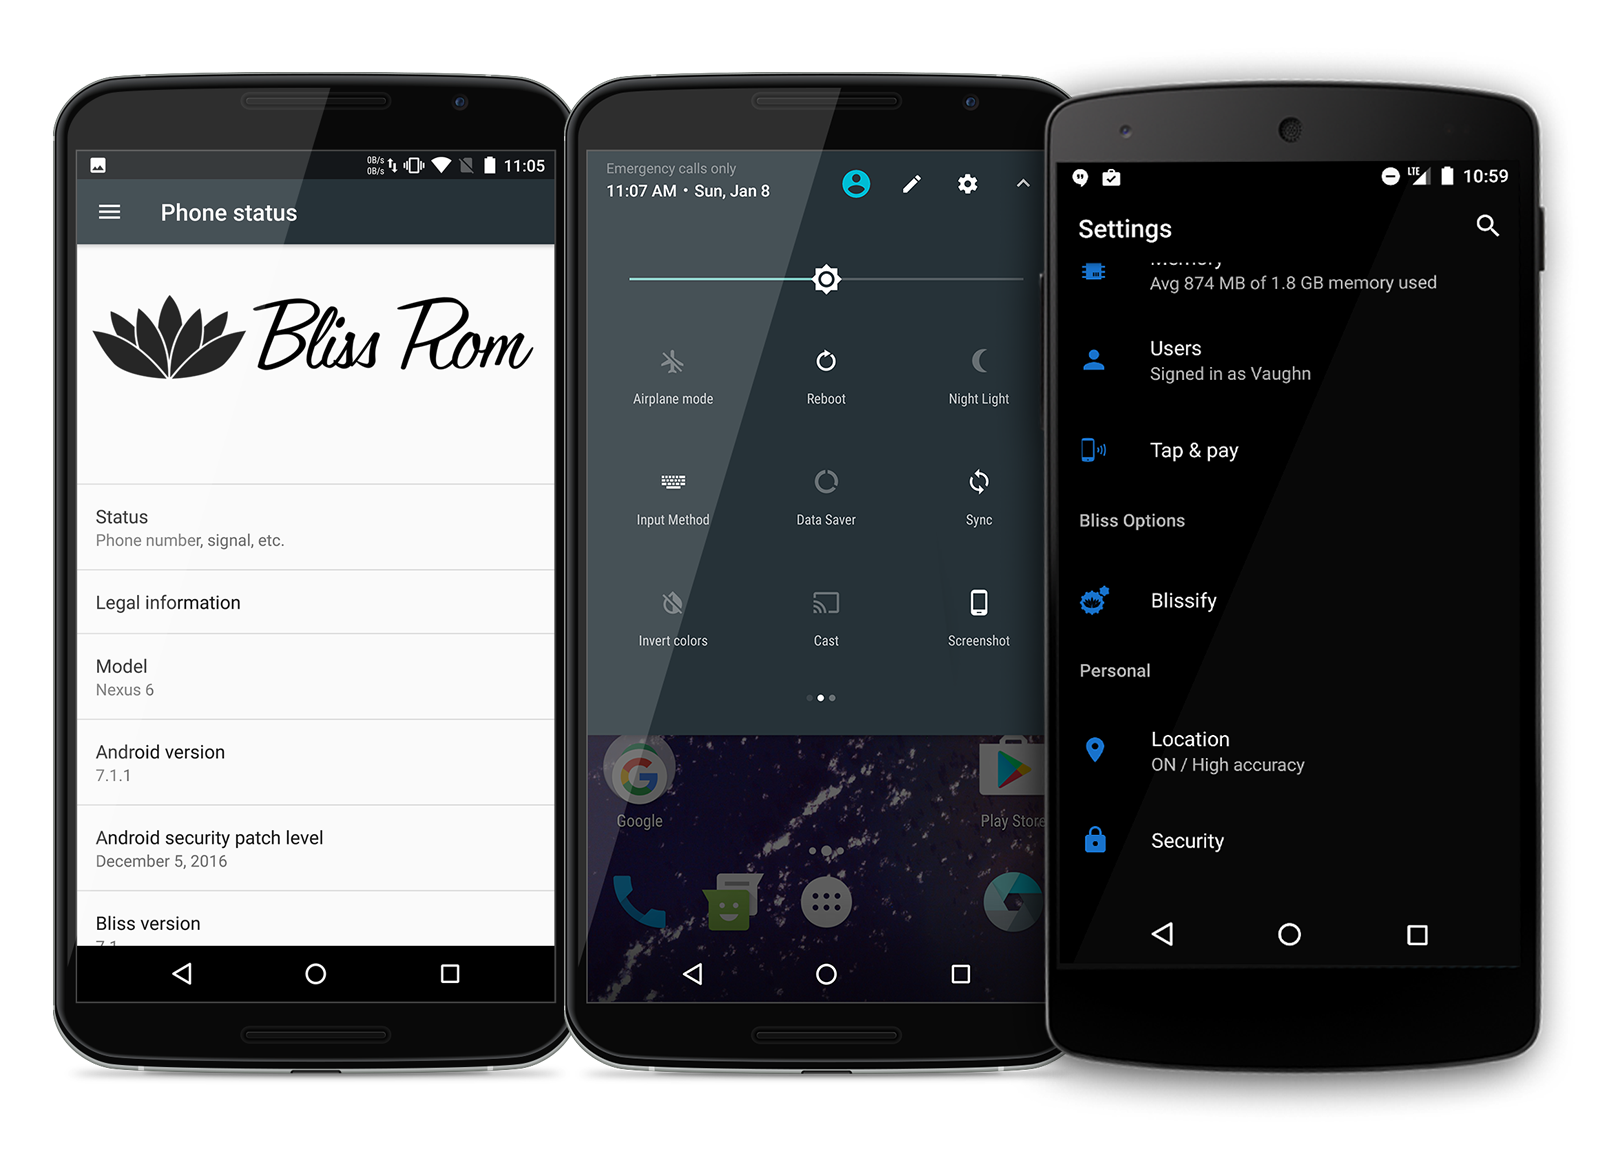 0B/s
0B/s
11:05
Phone status
Bliss Rom
Status
Phone number, signal, etc.
Legal information
Model
Nexus 6
Android version
7.1.1
Android security patch level
December 5, 2016
Bliss version
7.1
Emergency calls only
11:07 AM • Sun, Jan 8
Airplane mode
Reboot
Night Light
Input Method
Data Saver
Sync
Invert colors
Cast
Screenshot
Google
Play Store
LTE
10:59
Settings
Memory
Avg 874 MB of 1.8 GB memory used
Users
Signed in as Vaughn
Tap & pay
Bliss Options
Blissify
Personal
Location
ON / High accuracy
Security